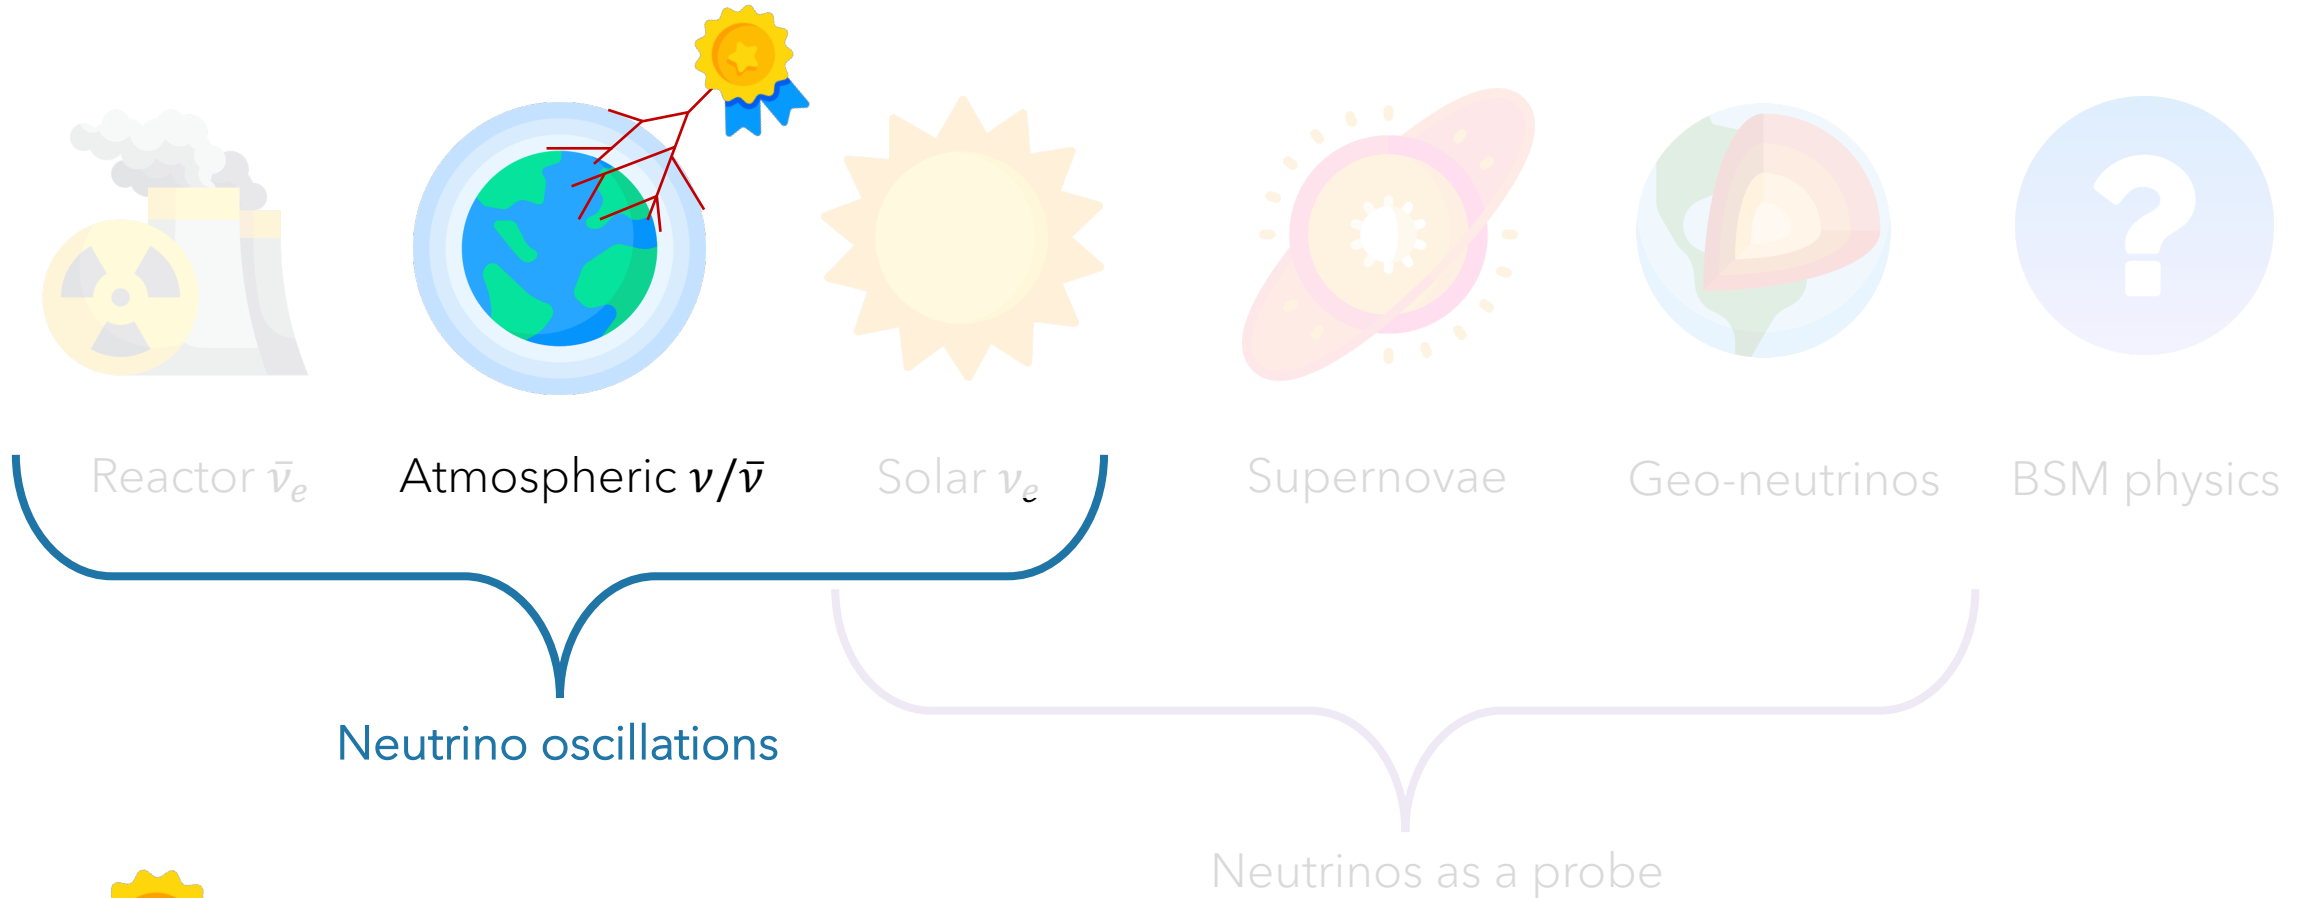 Reactor ν̄ₑ
Atmospheric ν/ν̄
Solar νₑ
Supernovae
Geo-neutrinos
BSM physics
Neutrino oscillations
Neutrinos as a probe